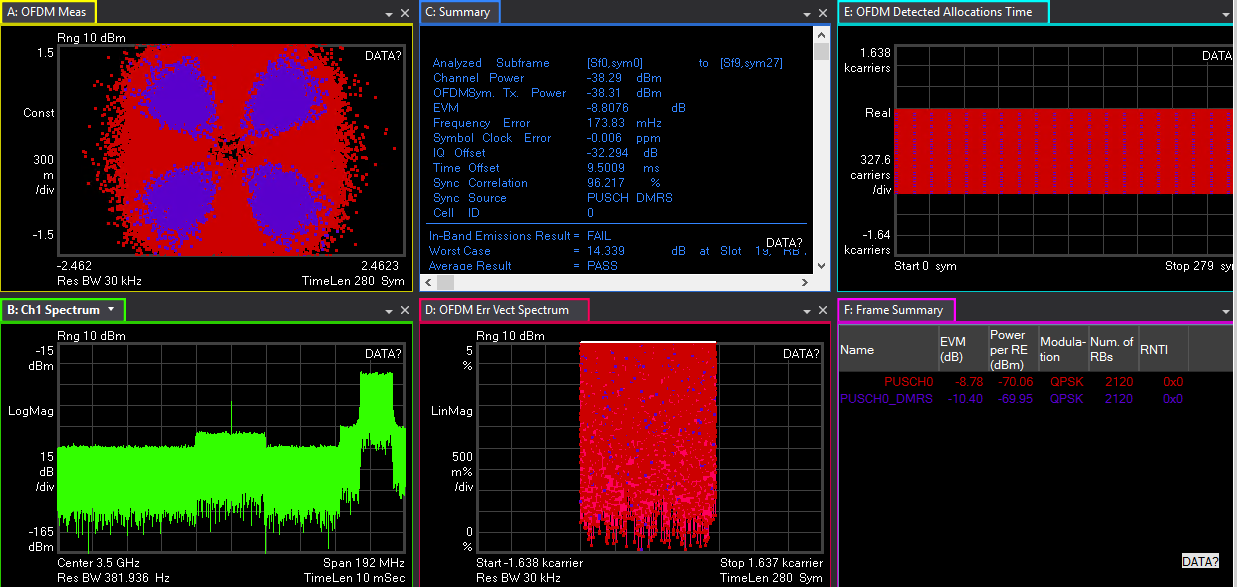 A: OFDM Meas
Rng 10 dBm
1.5
DATA?
Const
300
m
/div
-1.5
-2.462
2.4623
Res BW 30 kHz
TimeLen 280 Sym
C: Summary
Analyzed Subframe [Sf0,sym0] to [Sf9,sym27]
Channel Power -38.29 dBm
OFDMSym. Tx. Power -38.31 dBm
EVM -8.8076 dB
Frequency Error 173.83 mHz
Symbol Clock Error -0.006 ppm
IQ Offset -32.294 dB
Time Offset 9.5009 ms
Sync Correlation 96.217 %
Sync Source PUSCH DMRS
Cell ID 0
In-Band Emissions Result = FAIL
DATA?
Worst Case = 14.339 dB at Slot 19, RB
Average Result = PASS
E: OFDM Detected Allocations Time
1.638
kcarriers
DATA
Real
327.6
carriers
/div
-1.64
kcarriers
Start 0 sym
Stop 279 sy
B: Ch1 Spectrum
Rng 10 dBm
-15
dBm
DATA?
LogMag
15
dB
/div
-165
dBm
Center 3.5 GHz
Span 192 MHz
Res BW 381.936 Hz
TimeLen 10 mSec
D: OFDM Err Vect Spectrum
Rng 10 dBm
5
%
DATA?
LinMag
500
m%
/div
0
%
Start -1.638 kcarrier
Stop 1.637 kcarrier
Res BW 30 kHz
TimeLen 280 Sym
F: Frame Summary
Name EVM (dB) Power per RE (dBm) Modula- tion Num. of RBs RNTI
PUSCH0 -8.78 -70.06 QPSK 2120 0x0
PUSCH0_DMRS -10.40 -69.95 QPSK 2120 0x0
DATA?